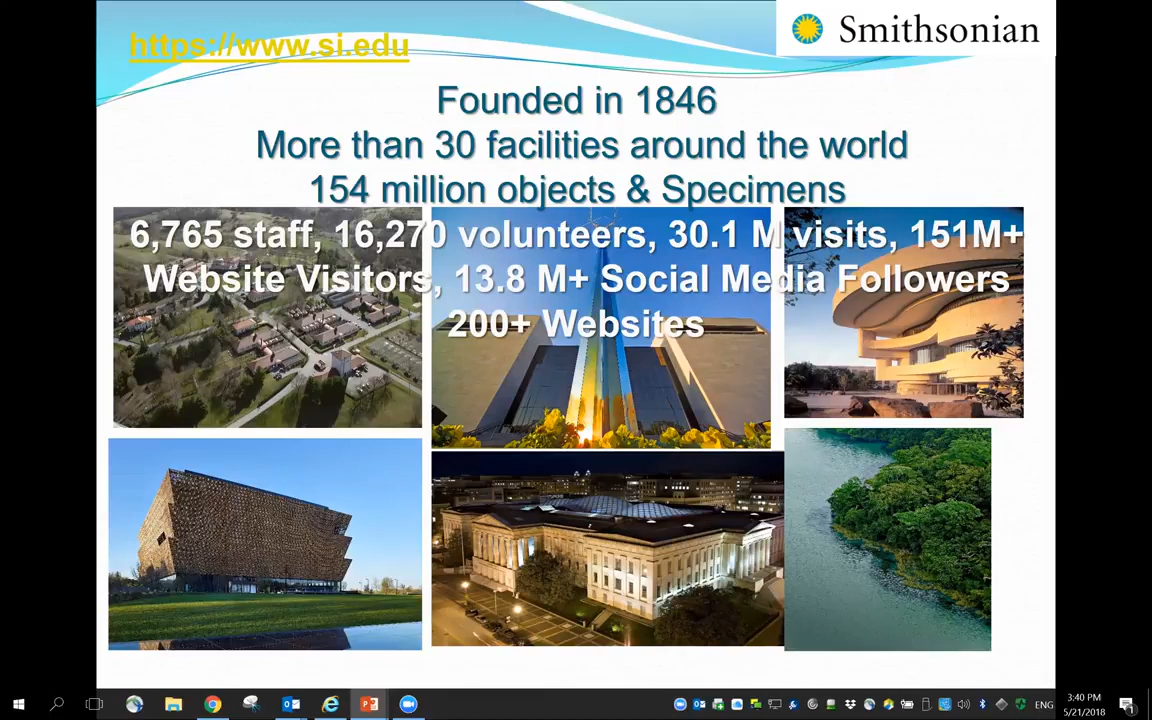 https://www.si.edu
Smithsonian
Founded in 1846
More than 30 facilities around the world
154 million objects & Specimens
6,765 staff, 16,270 volunteers, 30.1 M visits, 151M+
Website Visitors, 13.8 M+ Social Media Followers
200+ Websites
ENG
3:40 PM
5/21/2018
1